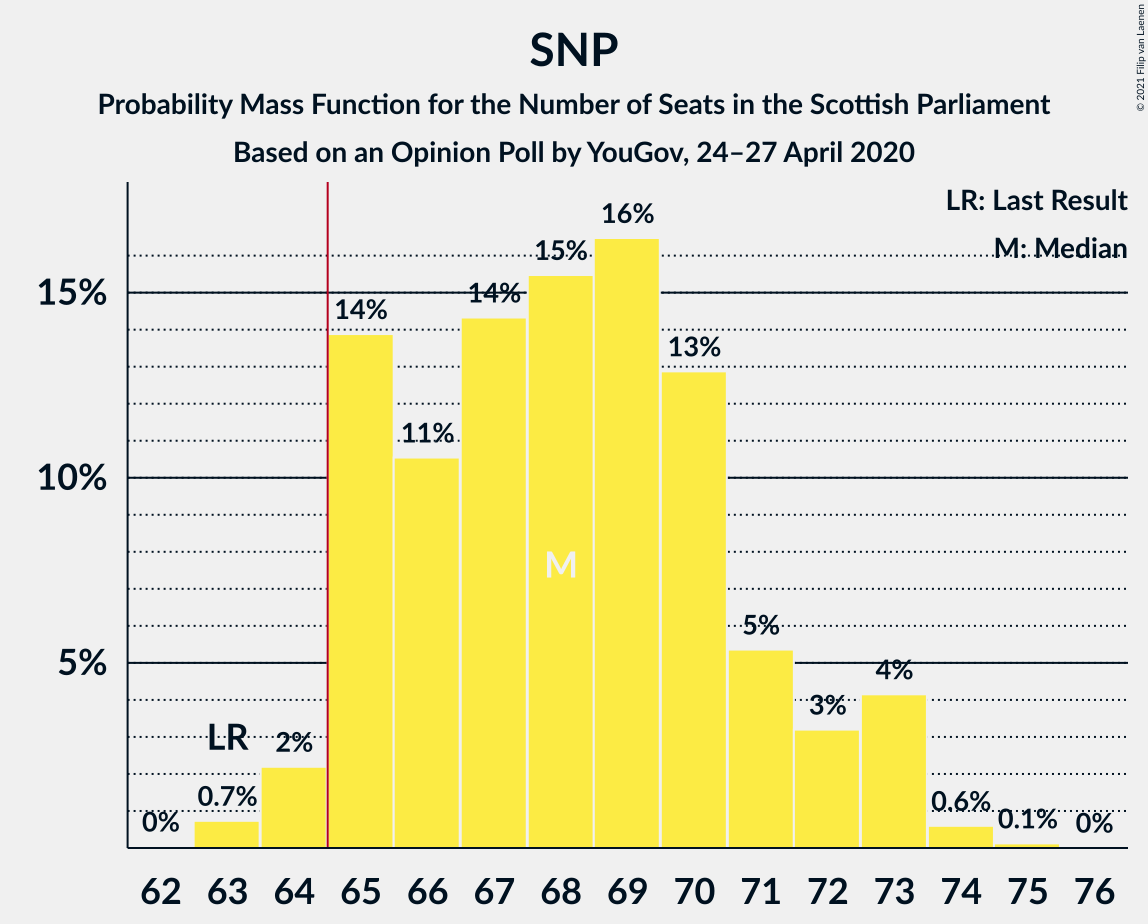 SNP
Probability Mass Function for the Number of Seats in the Scottish Parliament
Based on an Opinion Poll by YouGov, 24–27 April 2020
© 2021 Filip van Laenen
LR: Last Result
M: Median
15%
10%
5%
0%
0.7%
LR
2%
14%
11%
14%
15%
M
16%
13%
5%
3%
4%
0.6%
0.1%
0%
62 63 64 65 66 67 68 69 70 71 72 73 74 75 76